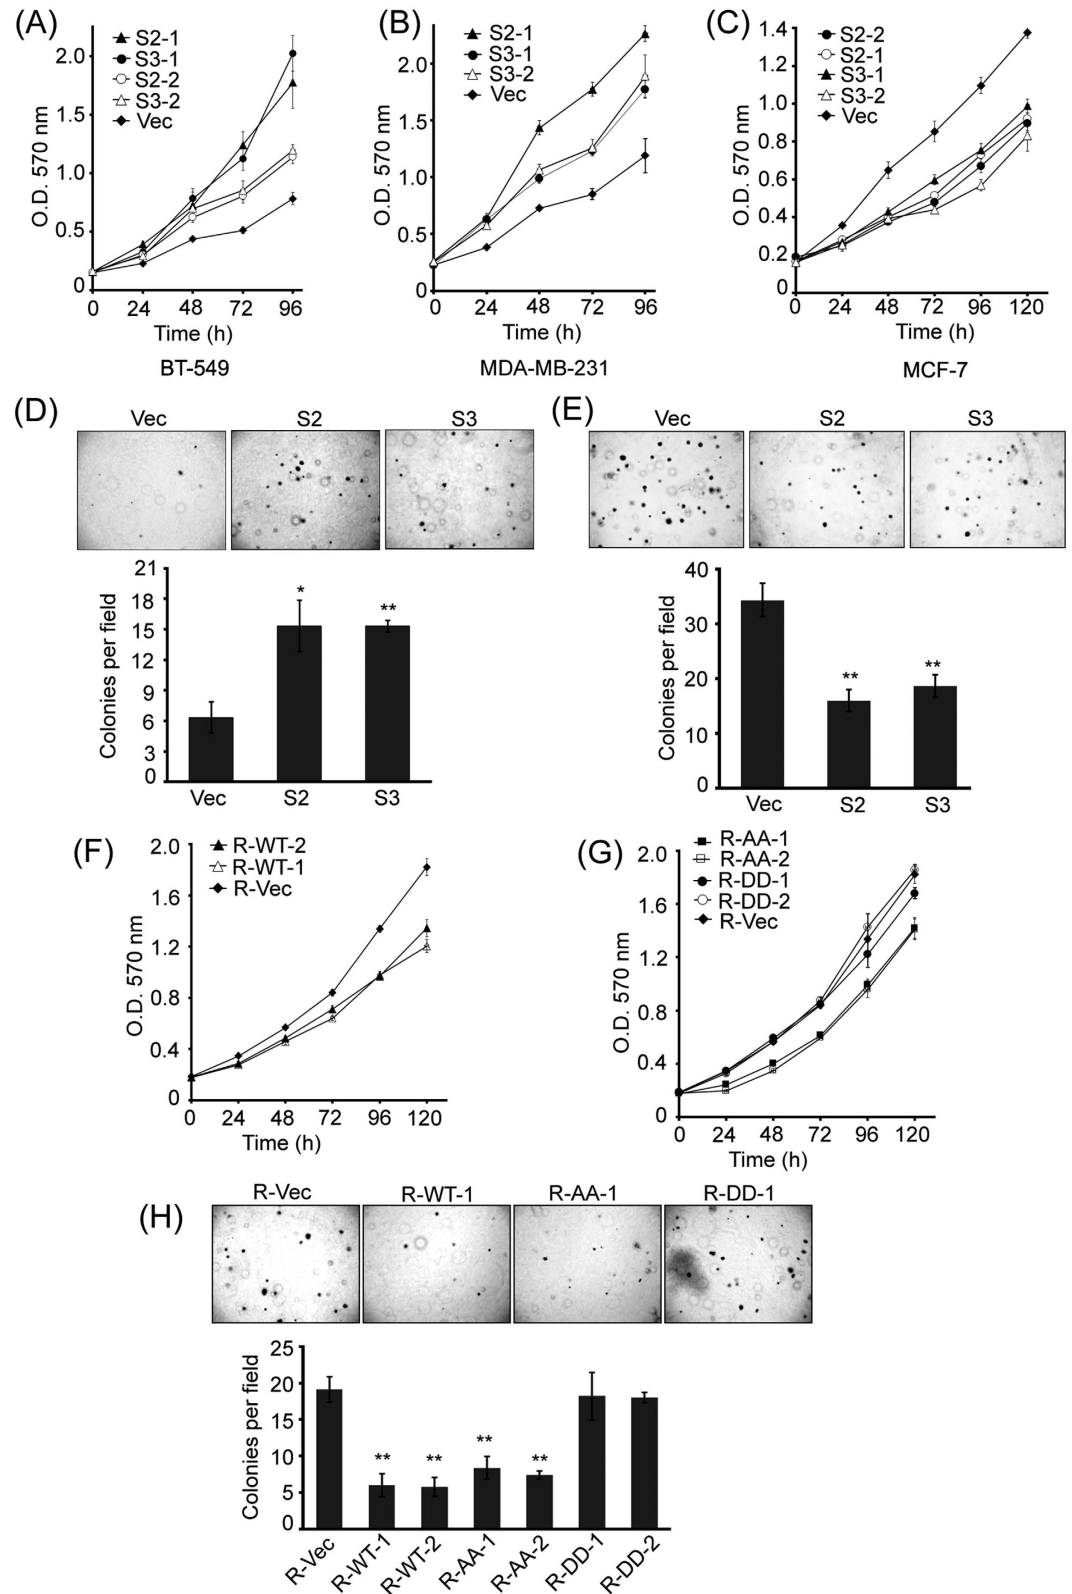 (A)
S2-1
S3-1
S2-2
S3-2
Vec
O.D. 570 nm
2.0
1.5
1.0
0.5
0
0 24 48 72 96
Time (h)
BT-549
(B)
S2-1
S3-1
S3-2
Vec
O.D. 570 nm
2.0
1.5
1.0
0.5
0
0 24 48 72 96
Time (h)
MDA-MB-231
(C)
S2-2
S2-1
S3-1
S3-2
Vec
O.D. 570 nm
1.4
1.2
1.0
0.8
0.6
0.4
0.2
0
0 24 48 72 96 120
Time (h)
MCF-7
(D)
Vec S2 S3
Colonies per field
21
18
15
12
9
6
3
0
* **
Vec S2 S3
(E)
Vec S2 S3
Colonies per field
40
30
20
10
0
** **
Vec S2 S3
(F)
R-WT-2
R-WT-1
R-Vec
O.D. 570 nm
2.0
1.6
1.2
0.8
0.4
0
0 24 48 72 96 120
Time (h)
(G)
R-AA-1
R-AA-2
R-DD-1
R-DD-2
R-Vec
O.D. 570 nm
2.0
1.6
1.2
0.8
0.4
0
0 24 48 72 96 120
Time (h)
(H)
R-Vec R-WT-1 R-AA-1 R-DD-1
Colonies per field
25
20
15
10
5
0
** ** ** **
R-Vec R-WT-1 R-WT-2 R-AA-1 R-AA-2 R-DD-1 R-DD-2